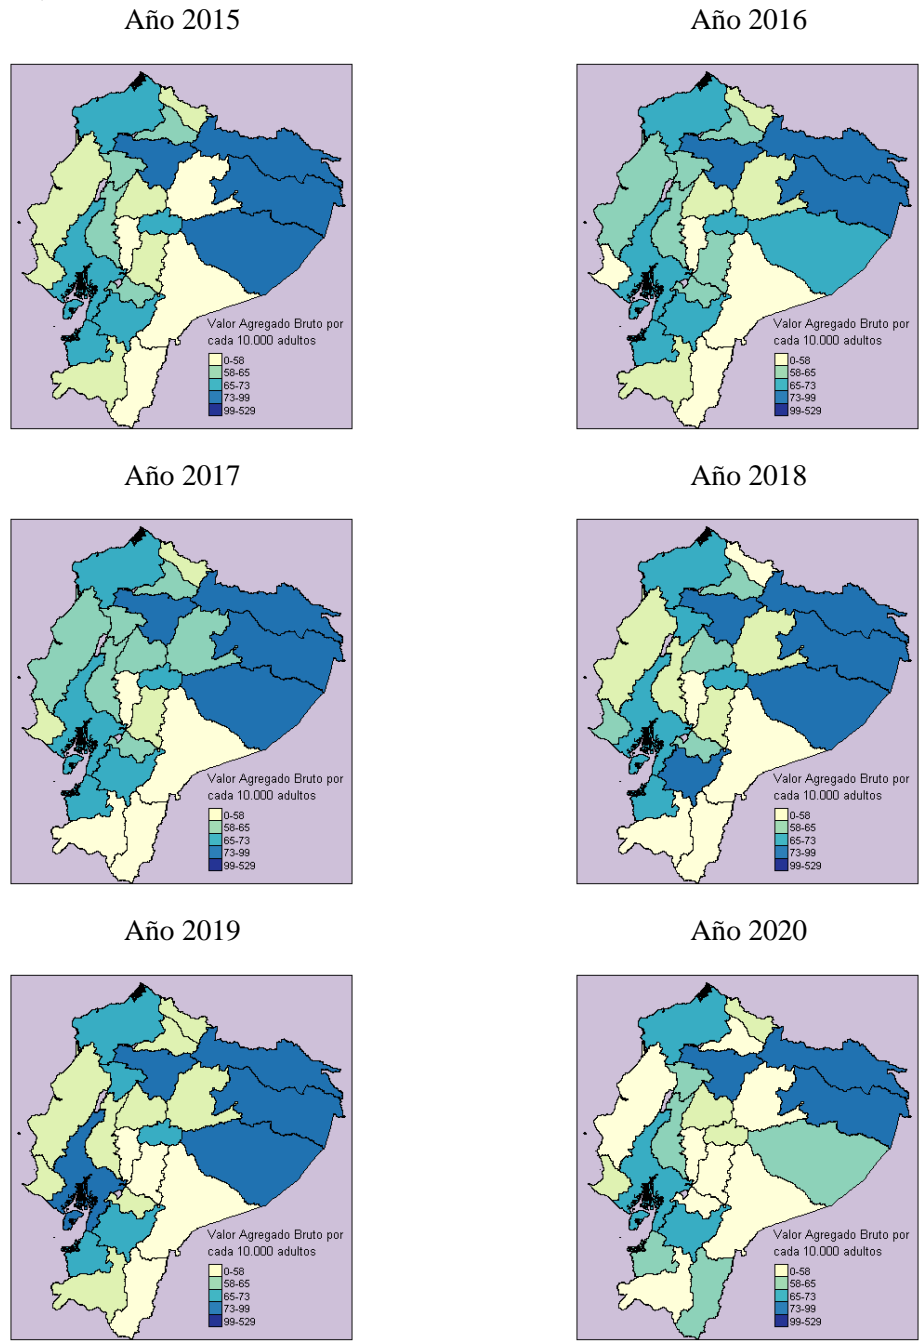 Año 2015
Año 2016
Valor Agregado Bruto por
cada 10.000 adultos
0-58
58-65
65-73
73-99
99-529
Valor Agregado Bruto por
cada 10.000 adultos
0-58
58-65
65-73
73-99
99-529
Año 2017
Año 2018
Valor Agregado Bruto por
cada 10.000 adultos
0-58
58-65
65-73
73-99
99-529
Valor Agregado Bruto por
cada 10.000 adultos
0-58
58-65
65-73
73-99
99-529
Año 2019
Año 2020
Valor Agregado Bruto por
cada 10.000 adultos
0-58
58-65
65-73
73-99
99-529
Valor Agregado Bruto por
cada 10.000 adultos
0-58
58-65
65-73
73-99
99-529